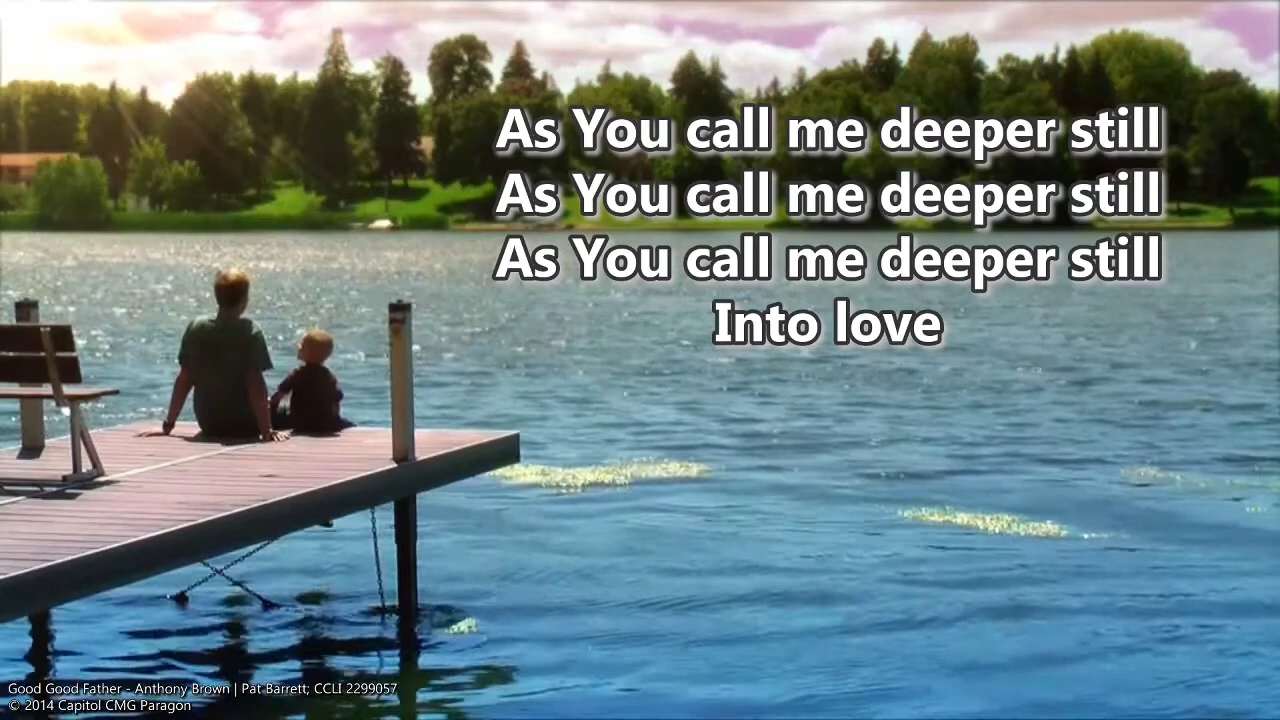 As You call me deeper still
As You call me deeper still
As You call me deeper still
Into love
Good Good Father - Anthony Brown | Pat Barrett; CCLI 2299057
© 2014 Capitol CMG Paragon